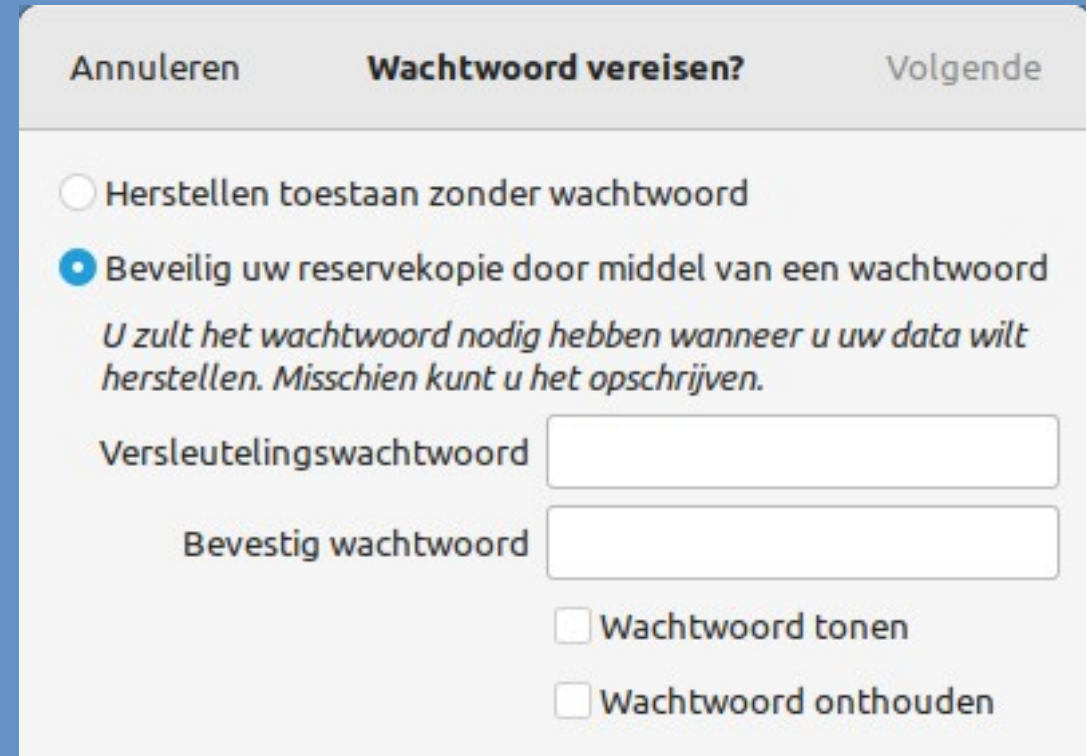 Annuleren Wachtwoord vereisen? Volgende
Herstellen toestaan zonder wachtwoord
Beveilig uw reservekopie door middel van een wachtwoord
U zult het wachtwoord nodig hebben wanneer u uw data wilt
herstellen. Misschien kunt u het opschrijven.
Versleutelingswachtwoord
Bevestig wachtwoord
Wachtwoord tonen
Wachtwoord onthouden